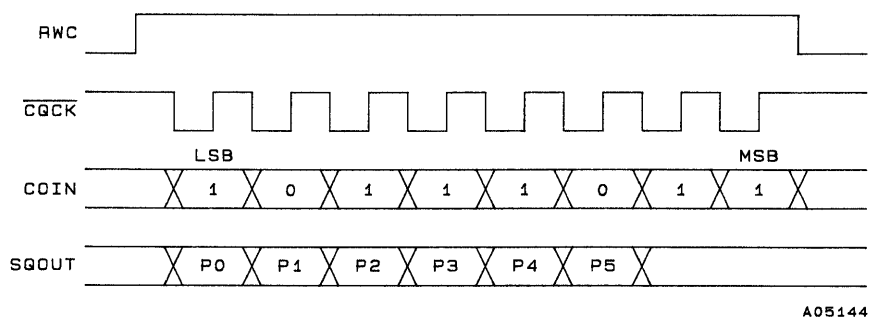 RWC
CQCK
LSB MSB
COIN 1 0 1 1 1 0 1 1
SQOUT P0 P1 P2 P3 P4 P5
A05144